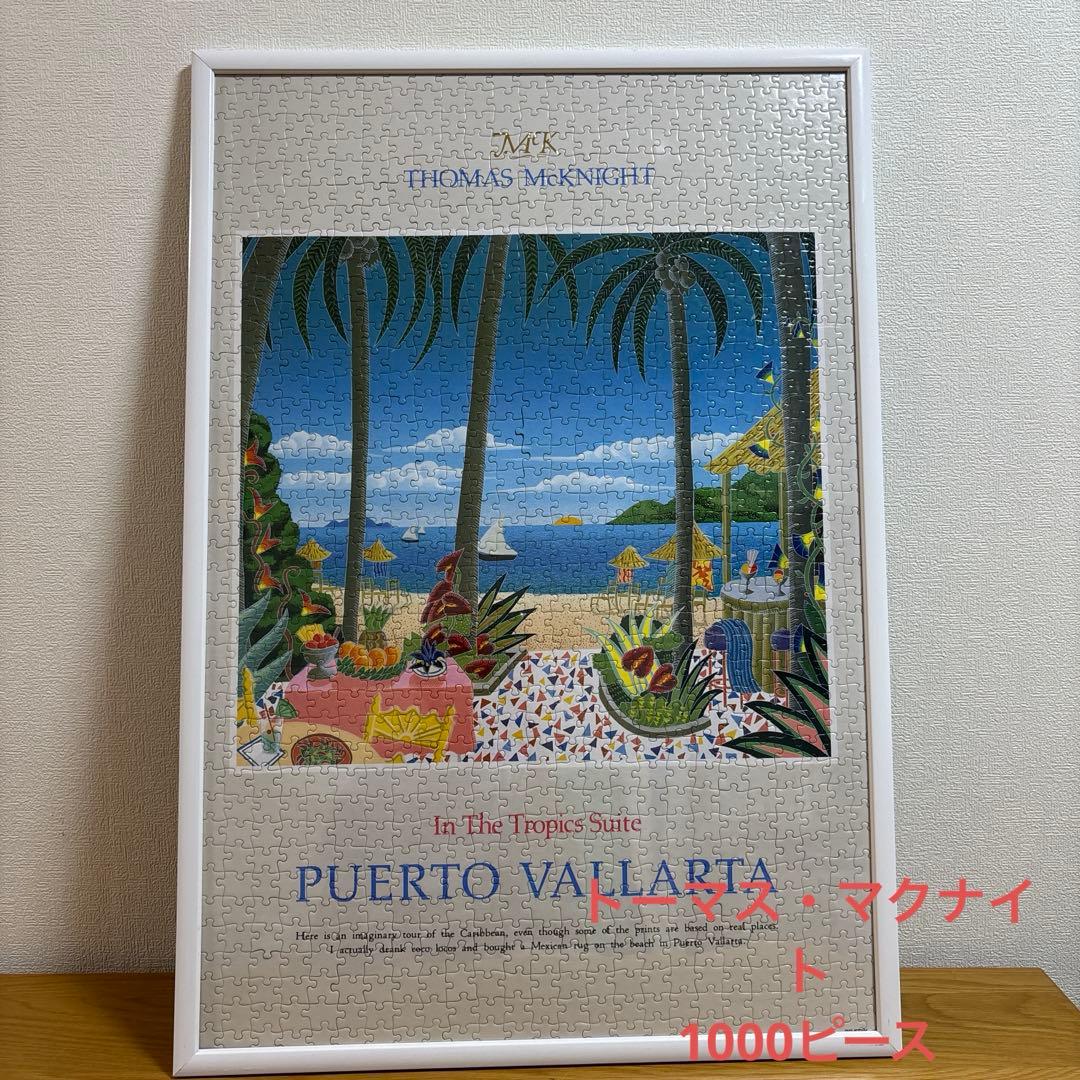 McK
THOMAS McKNIGHT
In The Tropics Suite
PUERTO VALLARTA
Here is an imaginary tour of the Caribbean, even though some of the prints are based on real places.
I actually drank coco locos and bought a Mexican rug on the beach in Puerto Vallarta.
トーマス・マクナイ
ト
1000ピース